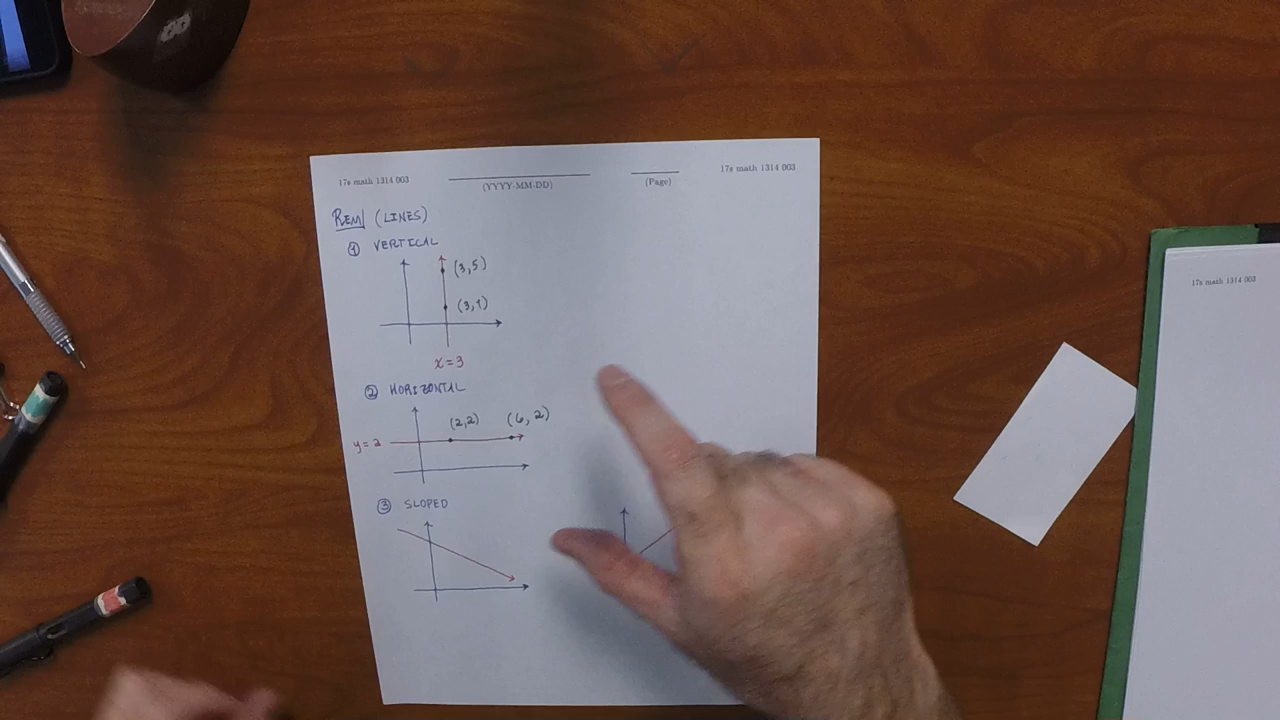 17s math 1314 003
(YYYY-MM-DD)
(Page)
17s math 1314 003
REM (LINES)
① VERTICAL
(3,5)
(3,1)
x=3
② HORIZONTAL
(2,2) (6,2)
y=2
③ SLOPED
17s math 1314 003